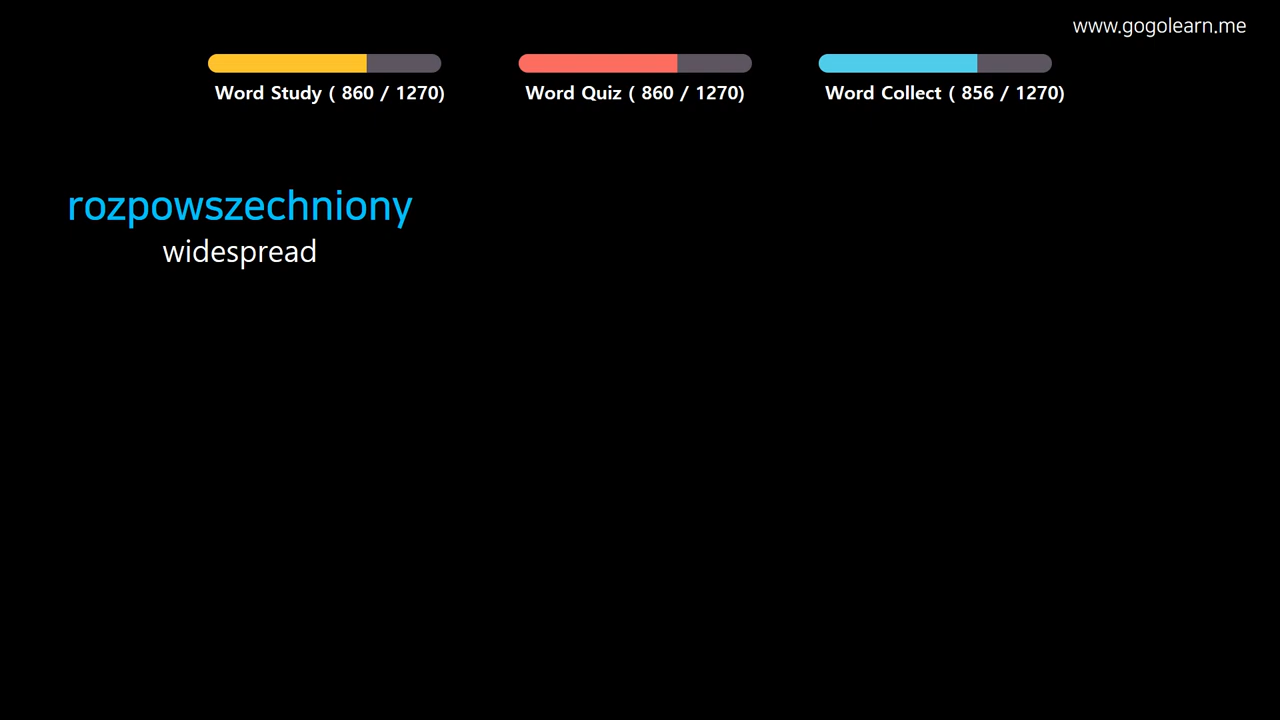 www.gogolearn.me
Word Study ( 860 / 1270)
Word Quiz ( 860 / 1270)
Word Collect ( 856 / 1270)
rozpowszechniony
widespread